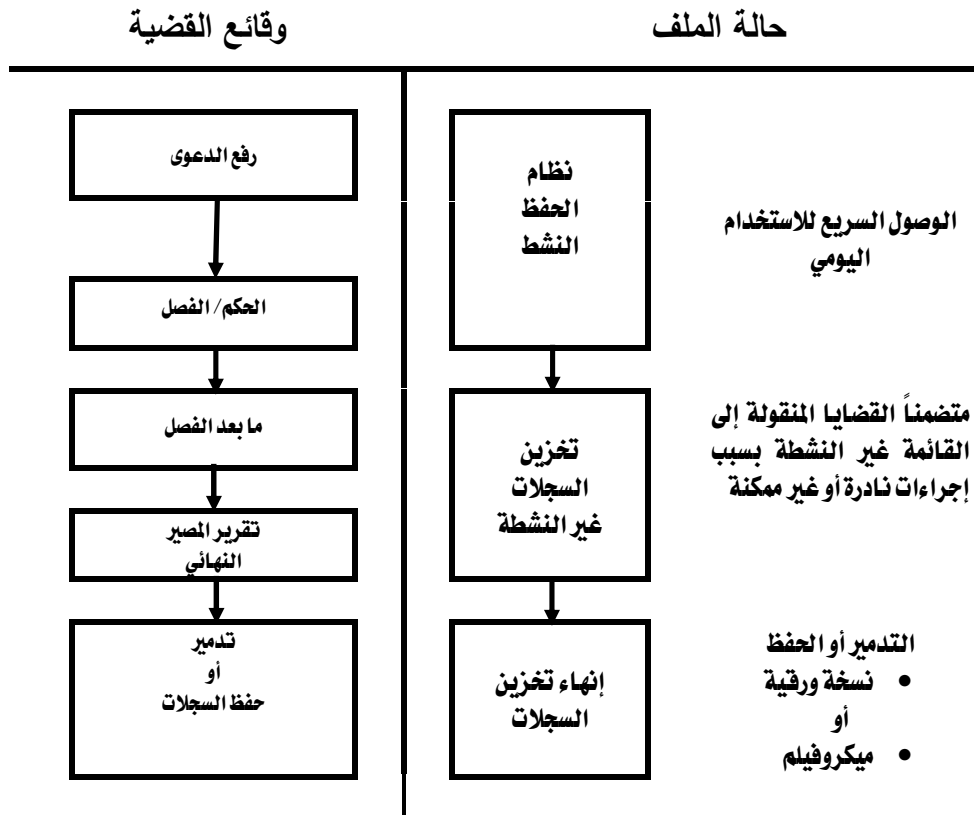 حالة الملف
وقائع القضية
رفع الدعوى
الحكم/ الفصل
ما بعد الفصل
تقرير المصير
النهائي
تدمير
أو
حفظ السجلات
نظام
الحفظ
النشط
الوصول السريع للاستخدام
اليومي
تخزين
السجلات
غير النشطة
متضمناً القضايا المنقولة إلى
القائمة غير النشطة بسبب
إجراءات نادرة أو غير ممكنة
إنهاء تخزين
السجلات
التدمير أو الحفظ
• نسخة ورقية
أو
• ميكروفيلم